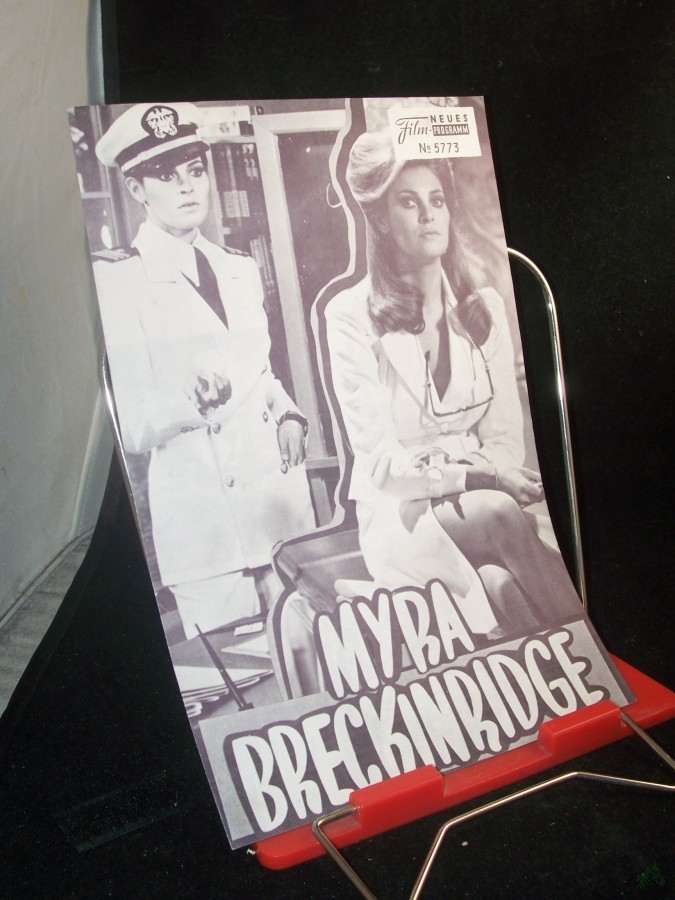 Film-
NEUES
PROGRAMM
No 5773
MYRA
BRECKINRIDGE